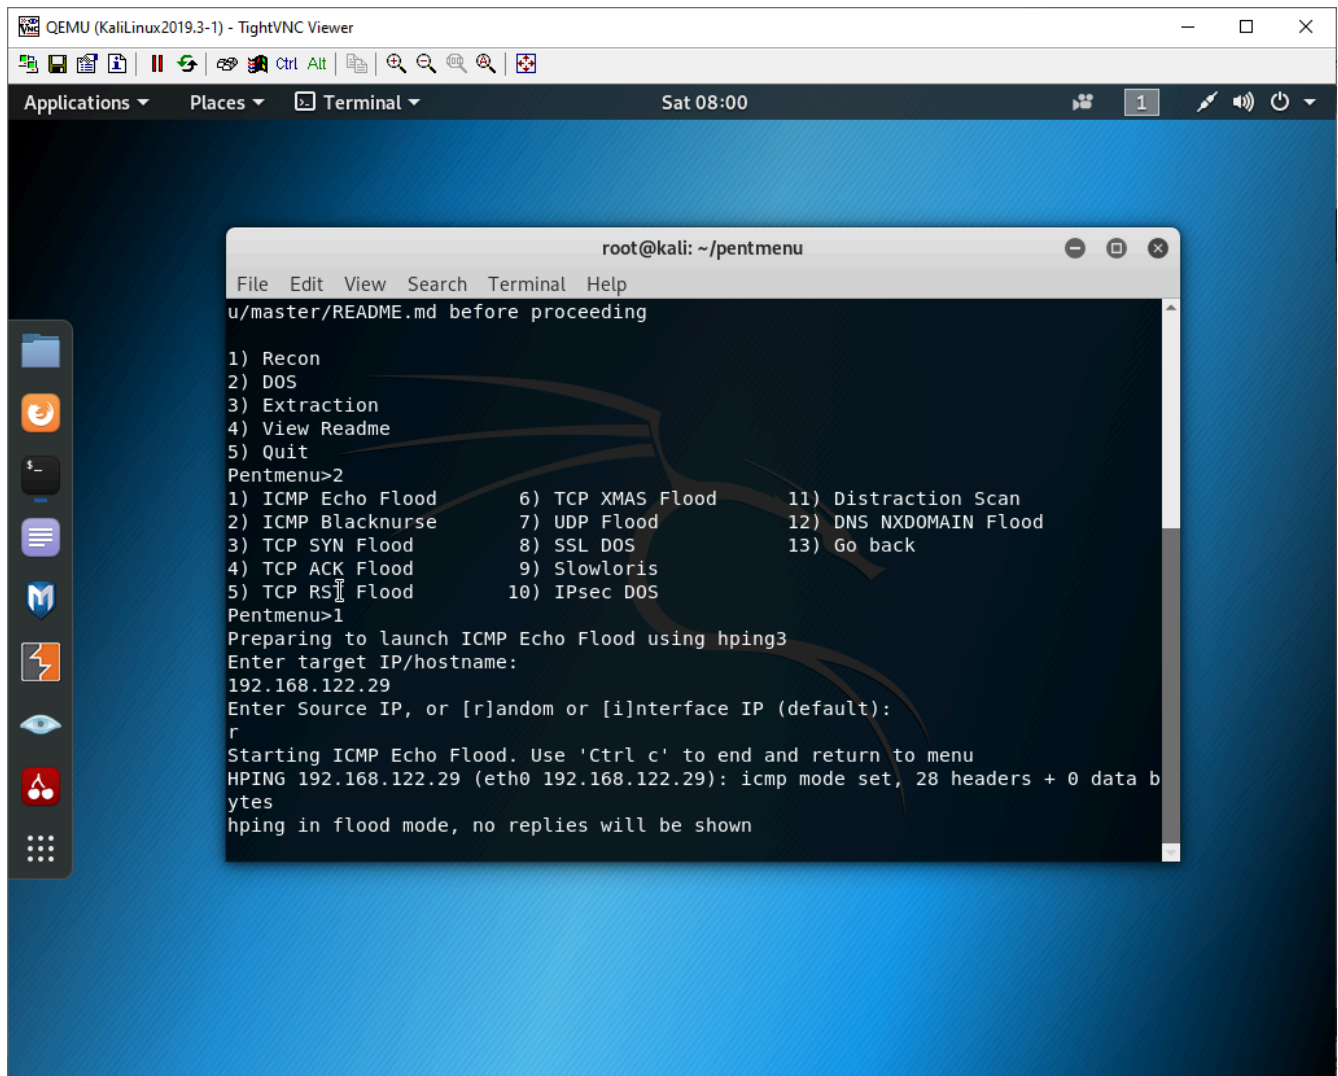 QEMU (KaliLinux2019.3-1) - TightVNC Viewer
Ctrl Alt
Applications Places Terminal Sat 08:00 1
root@kali: ~/pentmenu
File Edit View Search Terminal Help
u/master/README.md before proceeding
1) Recon
2) DOS
3) Extraction
4) View Readme
5) Quit
Pentmenu>2
1) ICMP Echo Flood 6) TCP XMAS Flood 11) Distraction Scan
2) ICMP Blacknurse 7) UDP Flood 12) DNS NXDOMAIN Flood
3) TCP SYN Flood 8) SSL DOS 13) Go back
4) TCP ACK Flood 9) Slowloris
5) TCP RST Flood 10) IPsec DOS
Pentmenu>1
Preparing to launch ICMP Echo Flood using hping3
Enter target IP/hostname:
192.168.122.29
Enter Source IP, or [r]andom or [i]nterface IP (default):
r
Starting ICMP Echo Flood. Use 'Ctrl c' to end and return to menu
HPING 192.168.122.29 (eth0 192.168.122.29): icmp mode set, 28 headers + 0 data b
ytes
hping in flood mode, no replies will be shown